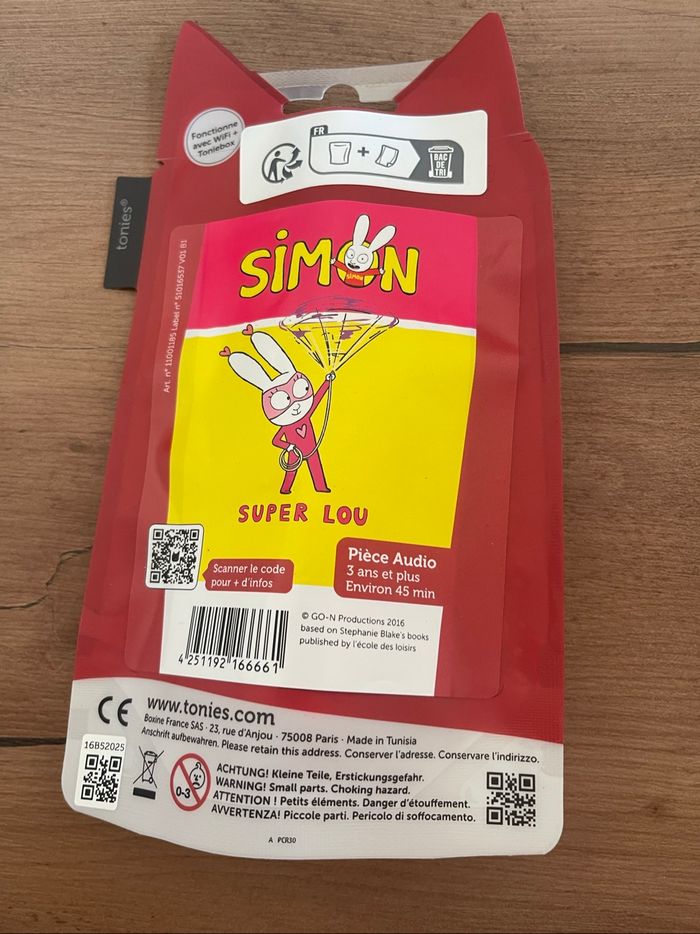 Fonctionne
avec WiFi +
Toniebox
FR
+
BAC
DE
TRI
tonies®
Art. n° 11001185 Label n° 51016537 V01 B1
SIMON
SIMON
SUPER LOU
Scanner le code
pour + d'infos
Pièce Audio
3 ans et plus
Environ 45 min
4 251192 166661
© GO-N Productions 2016
based on Stephanie Blake's books
published by l'école des loisirs
CE
www.tonies.com
Boxine France SAS · 23, rue d'Anjou · 75008 Paris · Made in Tunisia
Anschrift aufbewahren. Please retain this address. Conserver l'adresse. Conservare l'indirizzo.
16BS2025
0-3
ACHTUNG! Kleine Teile, Erstickungsgefahr.
WARNING! Small parts. Choking hazard.
ATTENTION ! Petits éléments. Danger d'étouffement.
AVVERTENZA! Piccole parti. Pericolo di soffocamento.
A PCR30